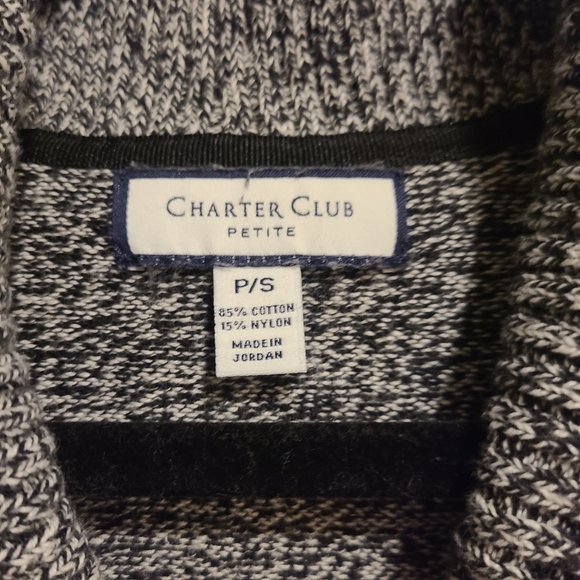 CHARTER CLUB
PETITE
P/S
85% COTTON
15% NYLON
MADE IN
JORDAN